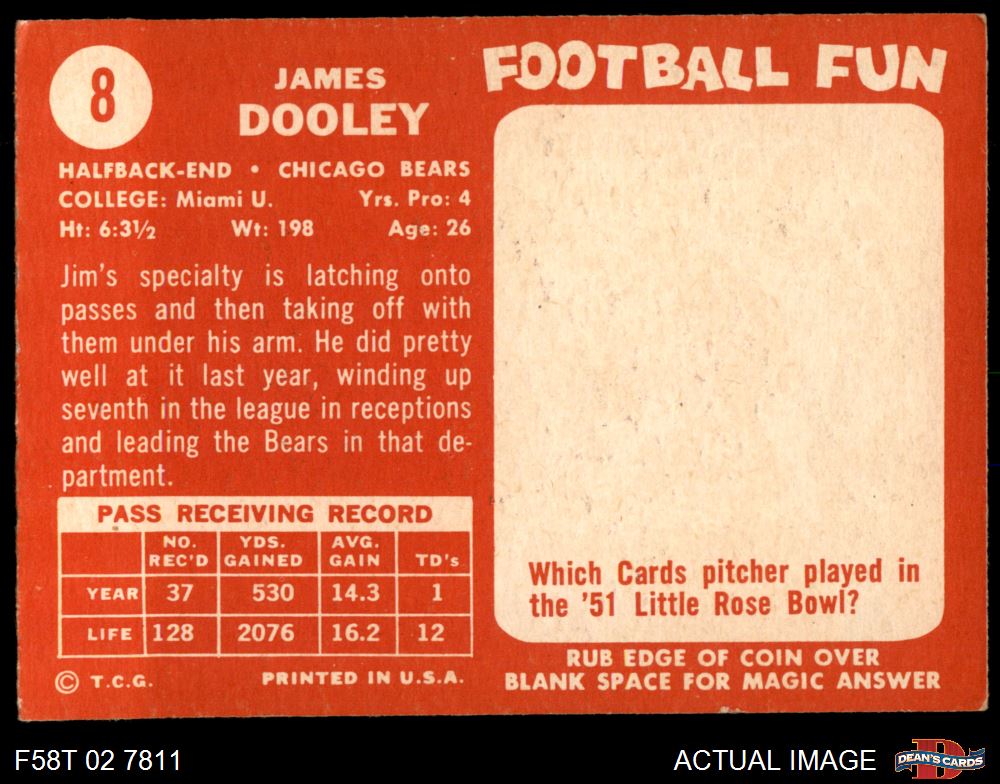 8
JAMES
DOOLEY
HALFBACK-END • CHICAGO BEARS
COLLEGE: Miami U. Yrs. Pro: 4
Ht: 6:3½ Wt: 198 Age: 26
Jim's specialty is latching onto
passes and then taking off with
them under his arm. He did pretty
well at it last year, winding up
seventh in the league in receptions
and leading the Bears in that de-
partment.
PASS RECEIVING RECORD
NO. REC'D YDS. GAINED AVG. GAIN TD's
YEAR 37 530 14.3 1
LIFE 128 2076 16.2 12
© T.C.G. PRINTED IN U.S.A.
FOOTBALL FUN
Which Cards pitcher played in
the '51 Little Rose Bowl?
RUB EDGE OF COIN OVER
BLANK SPACE FOR MAGIC ANSWER
F58T 02 7811 ACTUAL IMAGE
DEAN'S CARDS